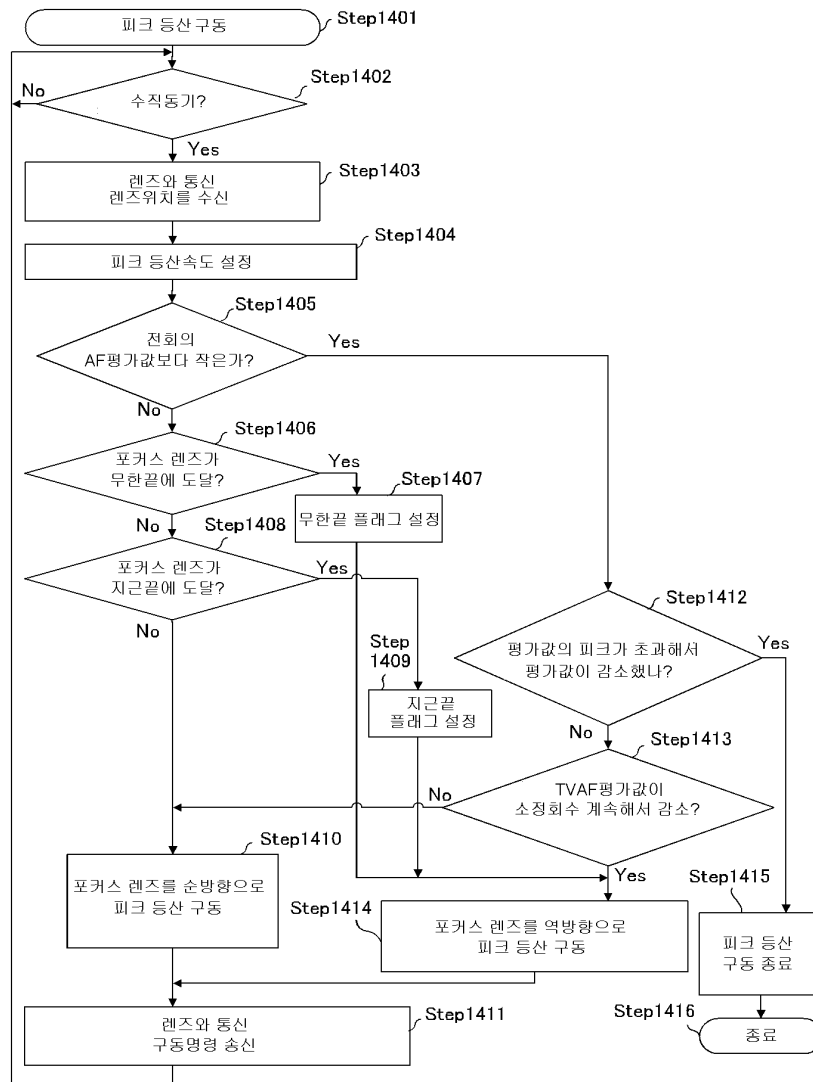 피크 등산 구동
Step1401
Step1402
No
수직동기?
Yes
렌즈와 통신
렌즈위치를 수신
Step1403
Step1404
피크 등산속도 설정
Step1405
전회의
AF평가값보다 작은가?
Yes
No
Step1406
포커스 렌즈가
무한끝에 도달?
Yes
Step1407
무한끝 플래그 설정
No
Step1408
포커스 렌즈가
지근끝에 도달?
Yes
No
Step
1409
지근끝
플래그 설정
Step1412
평가값의 피크가 초과해서
평가값이 감소했나?
Yes
No
Step1413
TVAF평가값이
소정회수 계속해서 감소?
No
Yes
Step1410
포커스 렌즈를 순방향으로
피크 등산 구동
Step1414
포커스 렌즈를 역방향으로
피크 등산 구동
Step1415
피크 등산
구동 종료
렌즈와 통신
구동명령 송신
Step1411
Step1416
종료